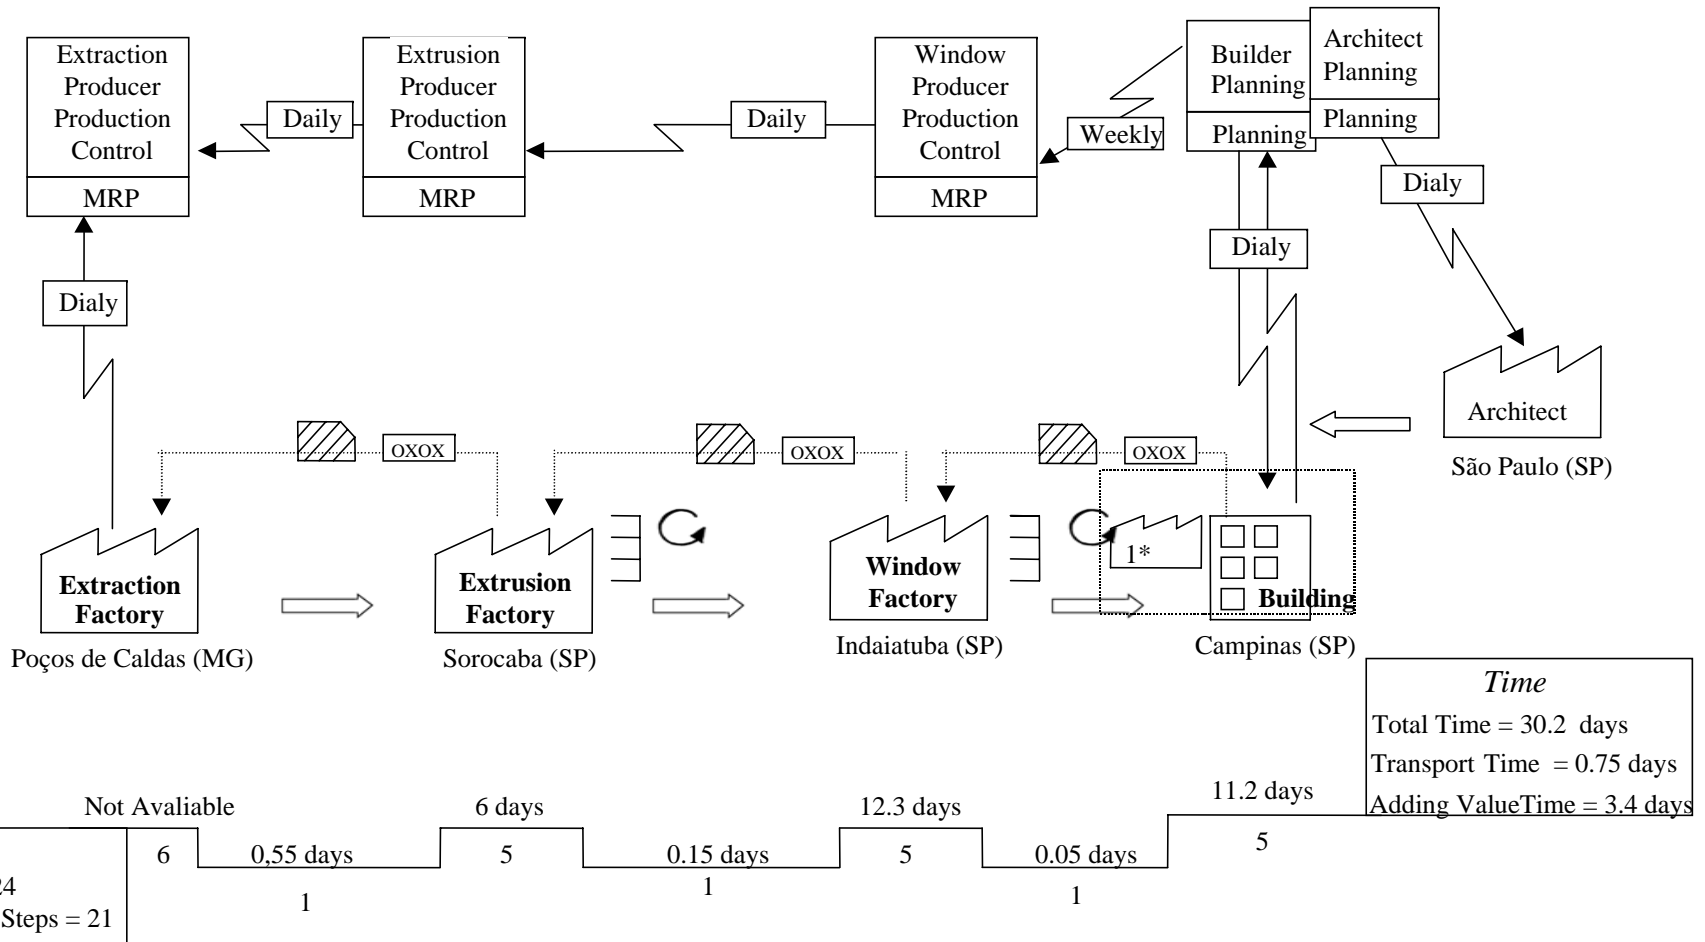 Extraction
Producer
Production
Control
MRP
Daily
Extrusion
Producer
Production
Control
MRP
Daily
Window
Producer
Production
Control
MRP
Weekly
Builder
Planning
Planning
Architect
Planning
Planning
Dialy
Dialy
Dialy
Architect
São Paulo (SP)
OXOX
OXOX
OXOX
Extraction
Factory
Poços de Caldas (MG)
Extrusion
Factory
Sorocaba (SP)
Window
Factory
Indaiatuba (SP)
1*
Building
Campinas (SP)
Time
Total Time = 30.2 days
Transport Time = 0.75 days
Adding ValueTime = 3.4 days
Not Avaliable
6 days
12.3 days
11.2 days
6
0,55 days
5
0.15 days
5
0.05 days
5
1
1
1
24
Steps = 21